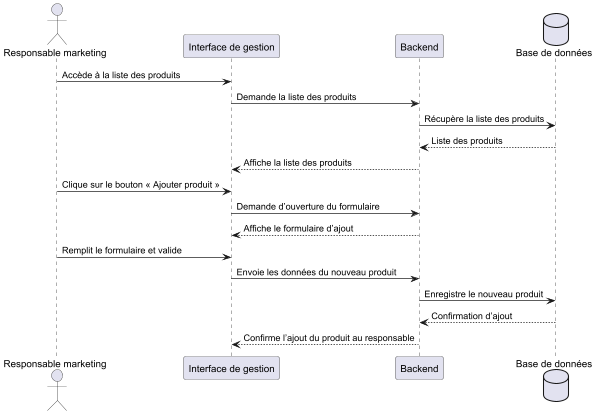 Responsable marketing
Interface de gestion
Backend
Base de données
Accède à la liste des produits
Demande la liste des produits
Récupère la liste des produits
Liste des produits
Affiche la liste des produits
Clique sur le bouton « Ajouter produit »
Demande d'ouverture du formulaire
Affiche le formulaire d'ajout
Remplit le formulaire et valide
Envoie les données du nouveau produit
Enregistre le nouveau produit
Confirmation d'ajout
Confirme l'ajout du produit au responsable
Responsable marketing
Interface de gestion
Backend
Base de données